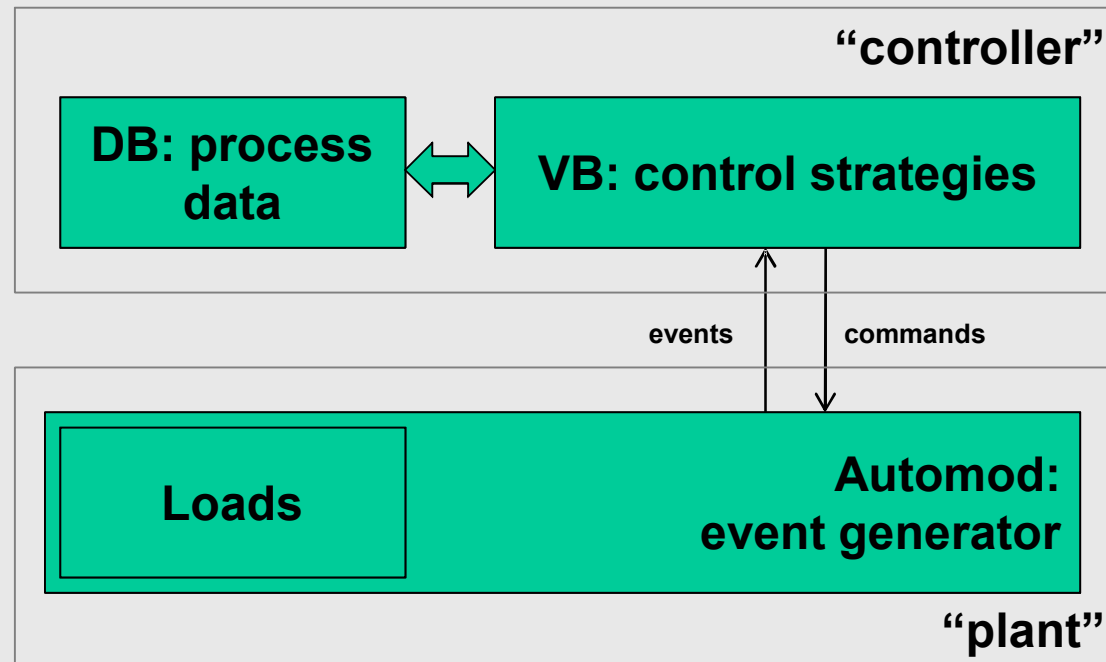 “controller”
DB: process
data
VB: control strategies
events
commands
Loads
Automod:
event generator
“plant”